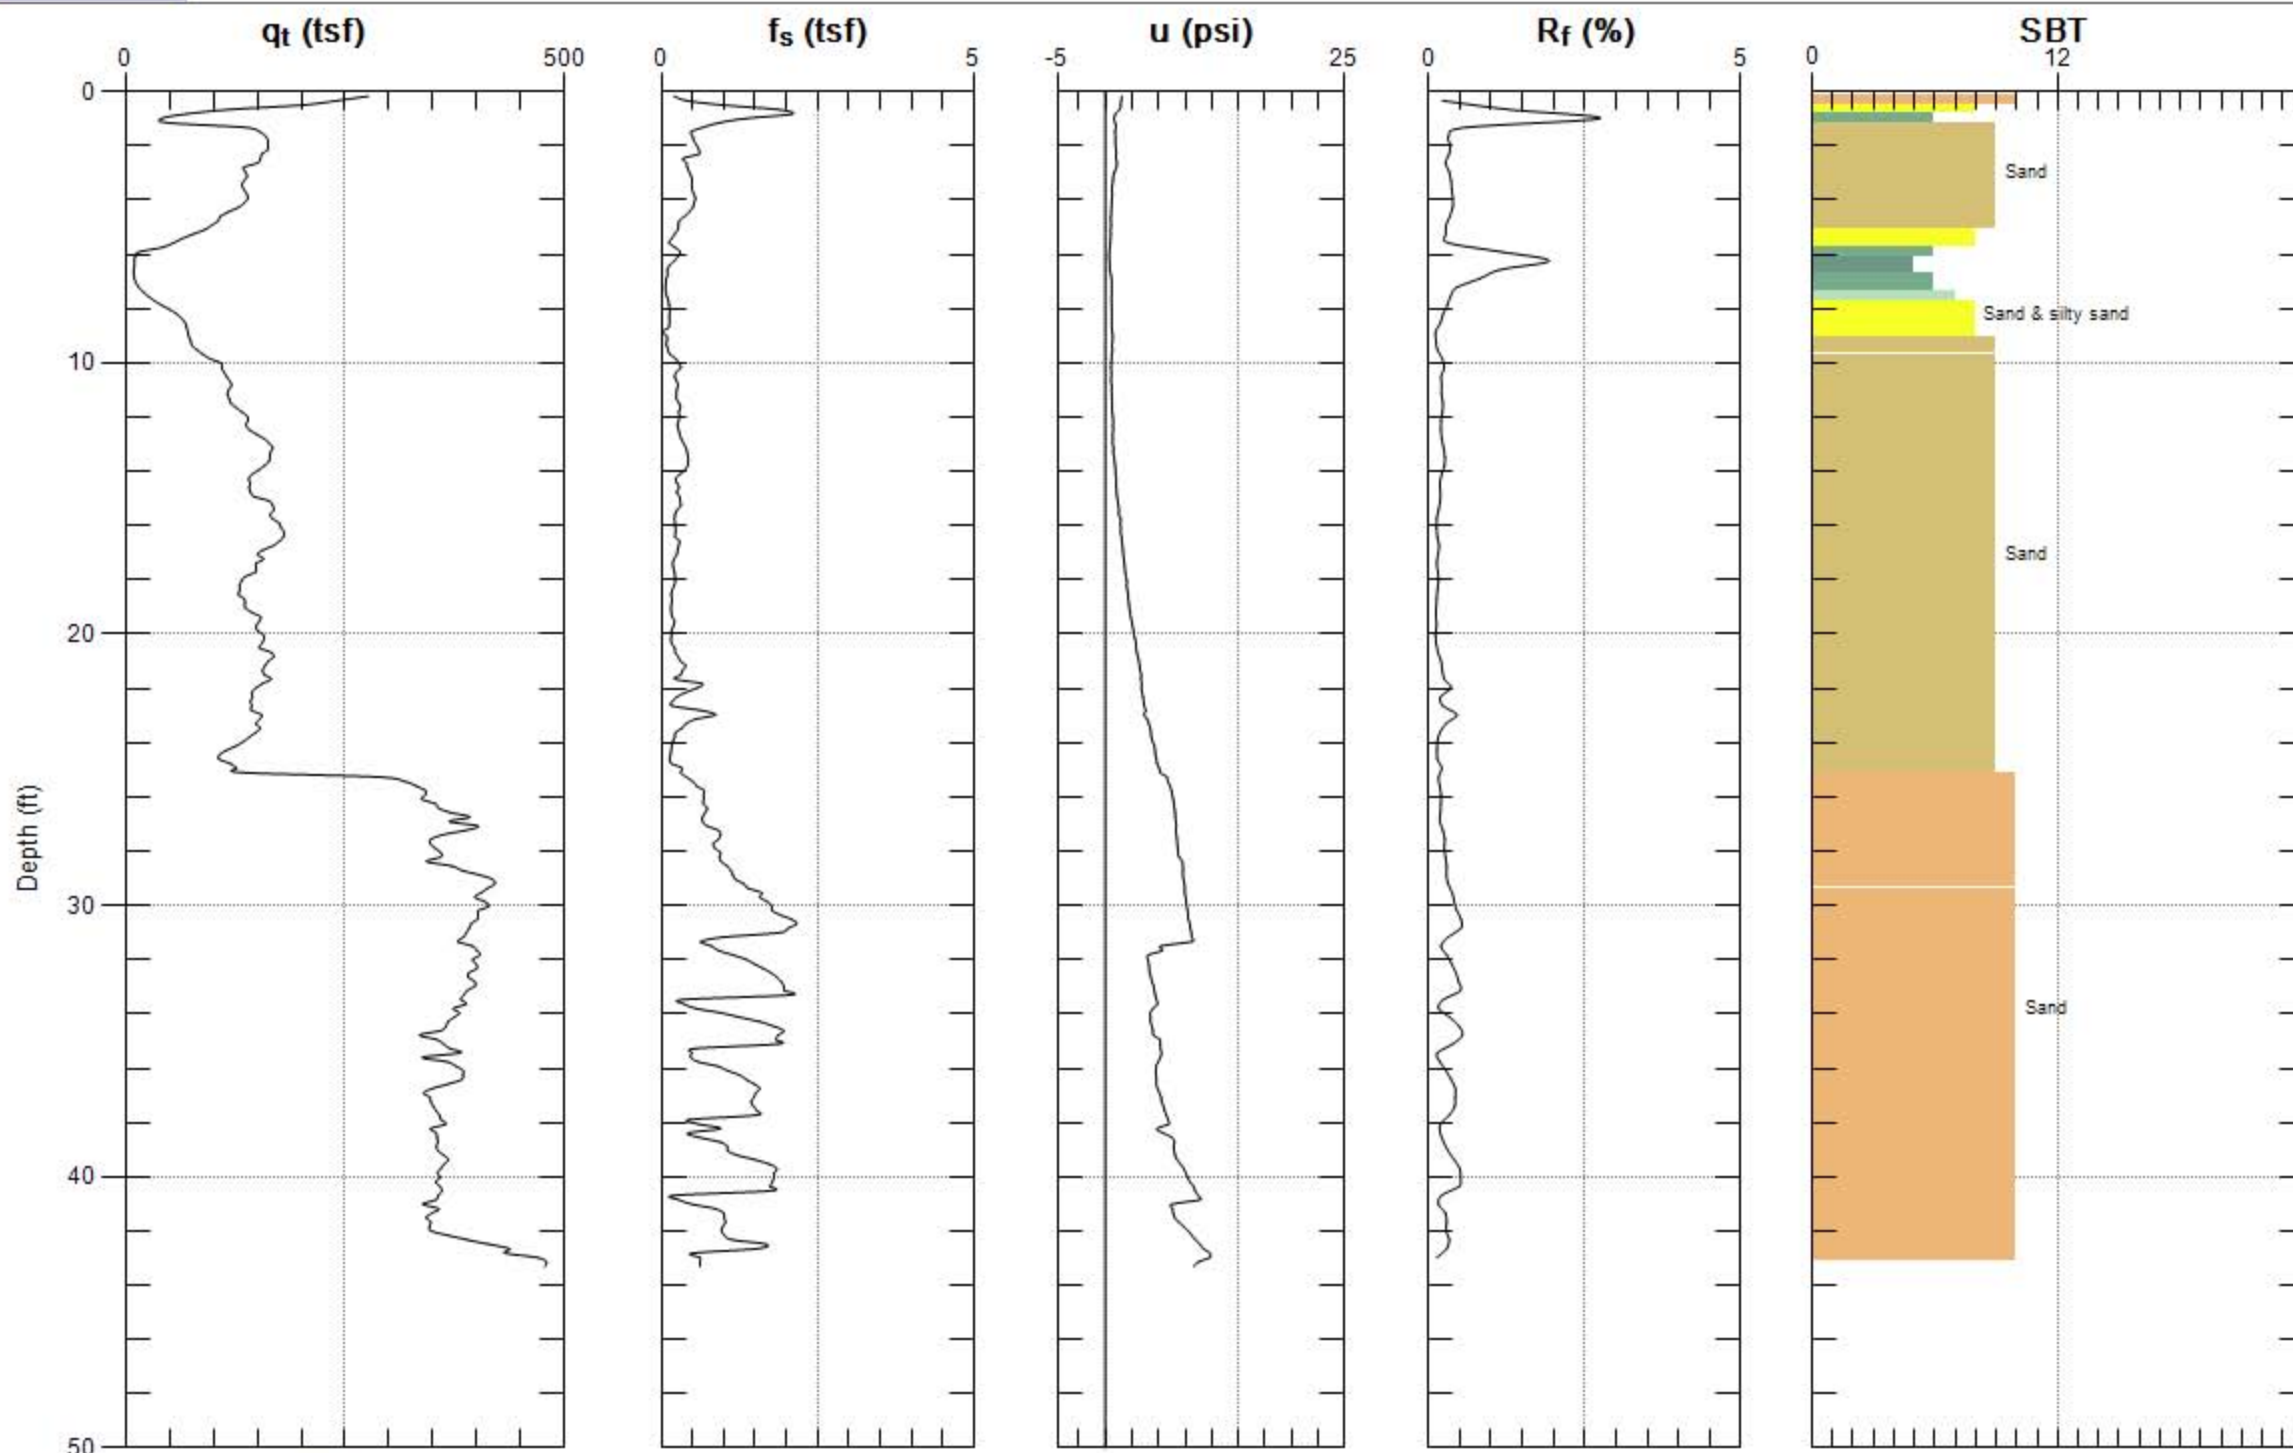 qt (tsf)
fs (tsf)
u (psi)
Rf (%)
SBT
0 500
0 5
-5 25
0 5
0 12
0
10
20
30
40
50
Depth (ft)
Sand
Sand & silty sand
Sand
Sand